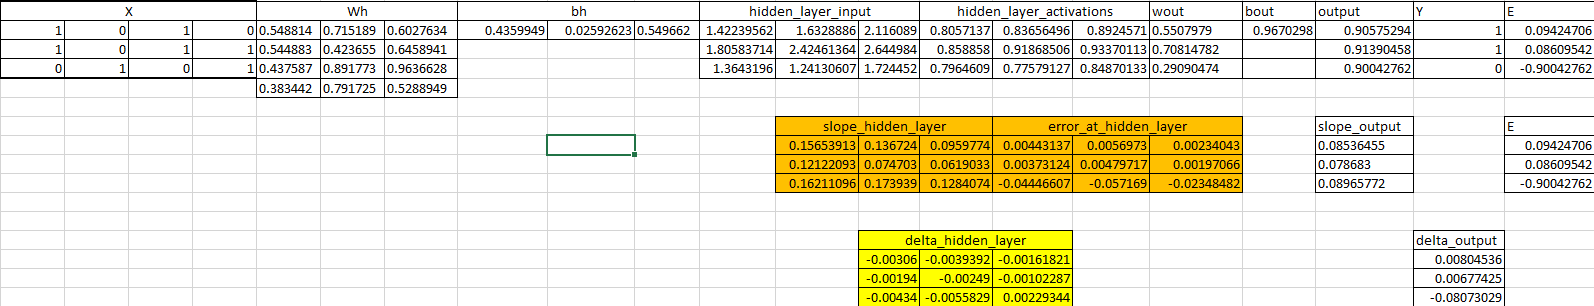 X Wh bh hidden_layer_input hidden_layer_activations wout bout output Y E
1 0 1 0 0.548814 0.715189 0.6027634 0.4359949 0.02592623 0.549662 1.42239562 1.6328886 2.116089 0.8057137 0.83656496 0.8924571 0.5507979 0.9670298 0.90575294 1 0.09424706
1 0 1 1 0.544883 0.423655 0.6458941 1.80583714 2.42461364 2.644984 0.858858 0.91868506 0.93370113 0.70814782 0.91390458 1 0.08609542
0 1 0 1 0.437587 0.891773 0.9636628 1.3643196 1.24130607 1.724452 0.7964609 0.77579127 0.84870133 0.29090474 0.90042762 0 -0.90042762
0.383442 0.791725 0.5288949
slope_hidden_layer error_at_hidden_layer slope_output E
0.15653913 0.136724 0.0959774 0.00443137 0.0056973 0.00234043 0.08536455 0.09424706
0.12122093 0.074703 0.0619033 0.00373124 0.00479717 0.00197066 0.078683 0.08609542
0.16211096 0.173939 0.1284074 -0.04446607 -0.057169 -0.02348482 0.08965772 -0.90042762
delta_hidden_layer delta_output
-0.00306 -0.0039392 -0.00161821 0.00804536
-0.00194 -0.00249 -0.00102287 0.00677425
-0.00434 -0.0055829 0.00229344 -0.08073029